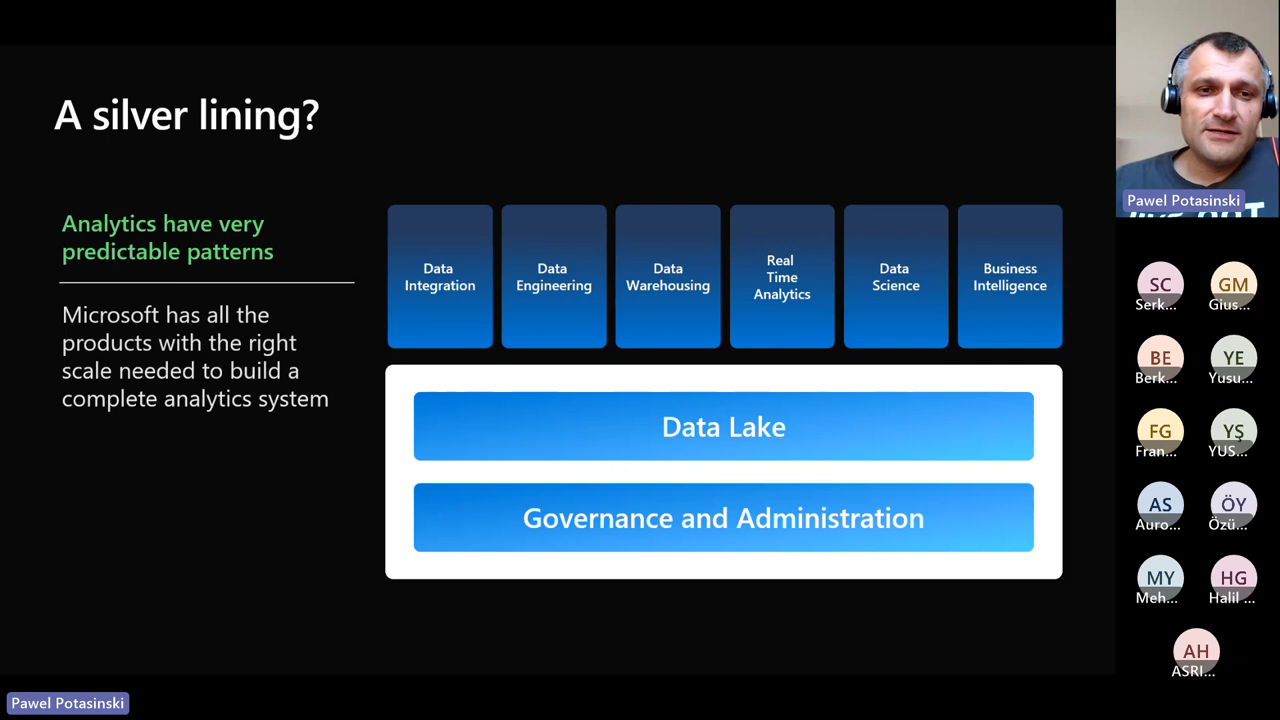 A silver lining?
Analytics have very
predictable patterns
Microsoft has all the
products with the right
scale needed to build a
complete analytics system
Data
Integration
Data
Engineering
Data
Warehousing
Real
Time
Analytics
Data
Science
Business
Intelligence
Data Lake
Governance and Administration
Pawel Potasinski
SC
Serk...
GM
Gius...
BE
Berk...
YE
Yusu...
FG
Fran...
YŞ
YUS...
AS
Auro...
ÖY
Özü...
MY
Meh...
HG
Halil ...
AH
ASRI...
Pawel Potasinski